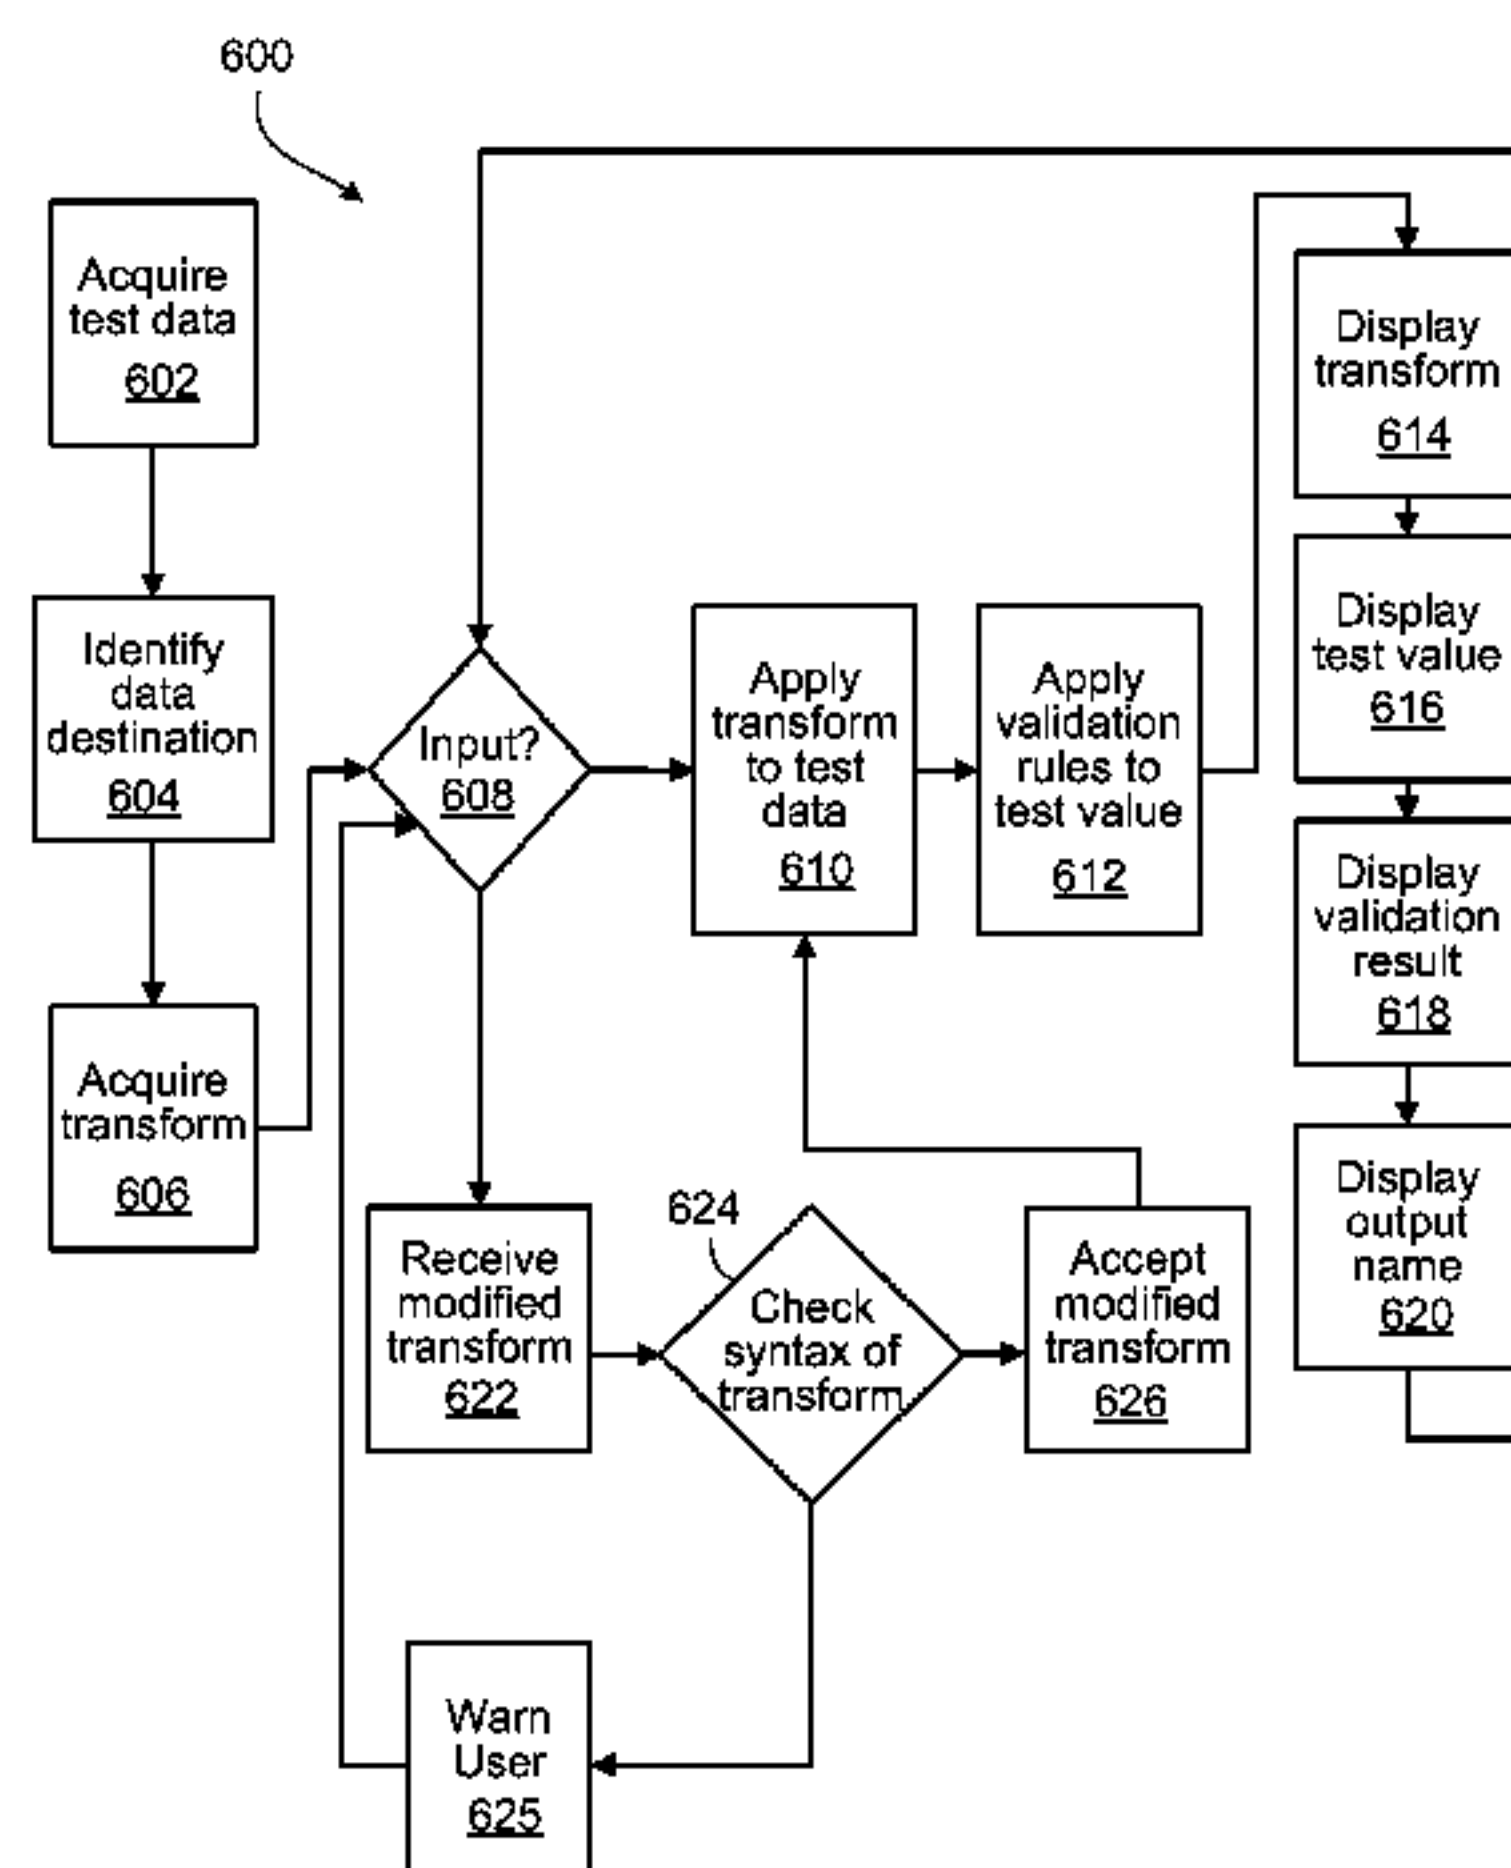 600
Acquire
test data
602
Identify
data
destination
604
Acquire
transform
606
Input?
608
Apply
transform
to test
data
610
Apply
validation
rules to
test value
612
Display
transform
614
Display
test value
616
Display
validation
result
618
Display
output
name
620
Receive
modified
transform
622
624
Check
syntax of
transform
Accept
modified
transform
626
Warn
User
625